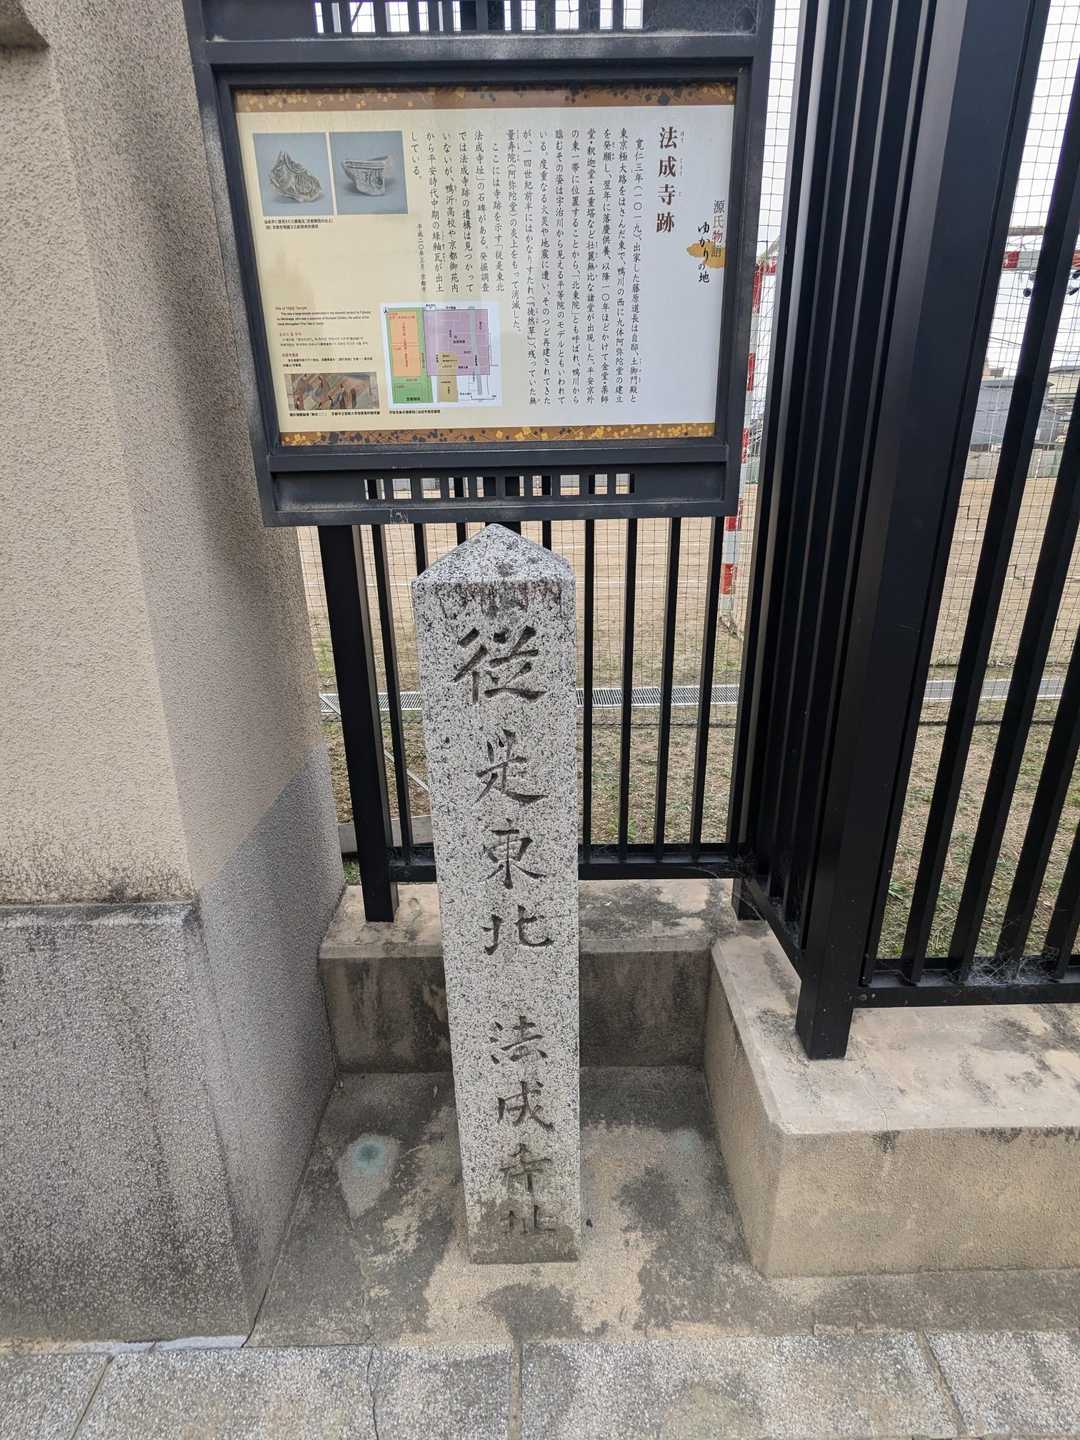 法成寺跡
源氏物語
ゆかりの地
寛仁三年(一〇一九)、出家した藤原道長は自邸、土御門殿と
東京極大路をはさんだ東で、鴨川の西に九体阿弥陀堂の建立
を発願し、翌年に落慶供養、以降一〇年ほどかけて金堂・薬師
堂・釈迦堂・五重塔など壮麗無比な諸堂が出現した。平安京外
の東一帯に位置することから、「北東院」とも呼ばれ、鴨川から
臨むその姿は宇治川から見える平等院のモデルともいわれて
いる。度重なる火災や地震に遭い、そのつど再建されてきた
が、一四世紀前半にはかなりすたれ(『徒然草』)、残っていた無
量寿院(阿弥陀堂)の炎上をもって消滅した。
ここには寺跡を示す「従是東北
法成寺址」の石碑がある。発掘調査
では法成寺跡の遺構は見つかって
いないが、鴨沂高校や京都御苑内
から平安時代中期の緑釉瓦が出土
している。
平成二〇年三月 京都市
従是東北 法成寺址